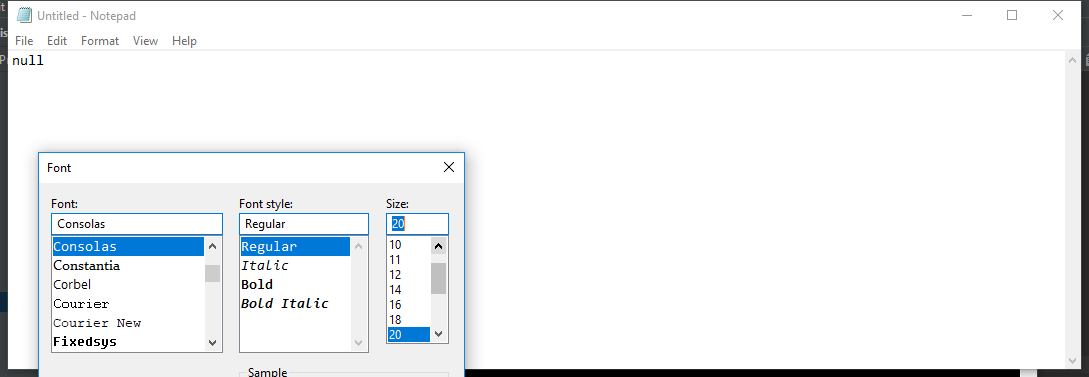 Untitled - Notepad
File Edit Format View Help
null
Font
Font: Font style: Size:
Consolas Regular 20
Consolas Regular 10
Constantia Italic 11
Corbel Bold 12
Courier Bold Italic 14
Courier New 16
Fixedsys 18
20
Sample